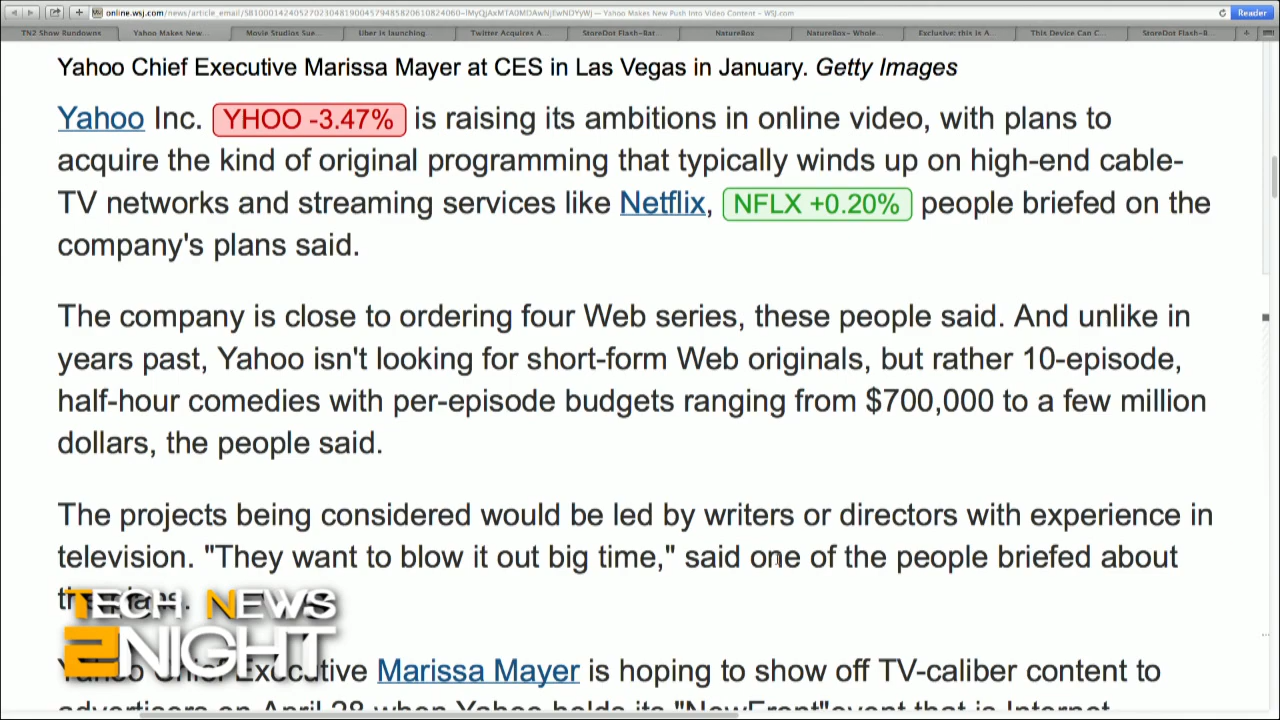 online.wsj.com/news/article_email/
Yahoo Makes New Push Into Video Content – WSJ.com
Reader
TN2 Show Rundowns
Yahoo Makes New...
Movie Studios Sue...
Uber is launching
Twitter Acquires A...
StoreDot Flash-Bat...
NatureBox
NatureBox- Whole...
Exclusive: this is A...
This Device Can C...
StoreDot Flash-B...
Yahoo Chief Executive Marissa Mayer at CES in Las Vegas in January. Getty Images
Yahoo Inc. YHOO -3.47% is raising its ambitions in online video, with plans to
acquire the kind of original programming that typically winds up on high-end cable-
TV networks and streaming services like Netflix, NFLX +0.20% people briefed on the
company's plans said.
The company is close to ordering four Web series, these people said. And unlike in
years past, Yahoo isn't looking for short-form Web originals, but rather 10-episode,
half-hour comedies with per-episode budgets ranging from $700,000 to a few million
dollars, the people said.
The projects being considered would be led by writers or directors with experience in
television. "They want to blow it out big time," said one of the people briefed about
the plans.
TECH NEWS
2NIGHT
Yahoo Chief Executive Marissa Mayer is hoping to show off TV-caliber content to
advertisers on April 28 when Yahoo holds its "NewFront" event that is Internet